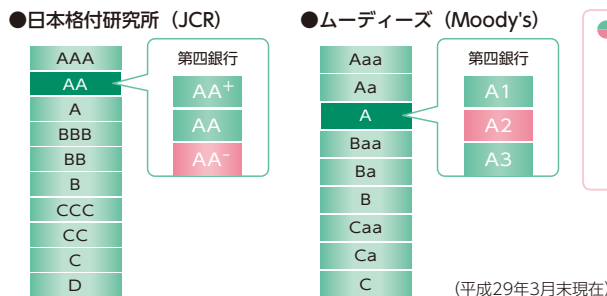 ●日本格付研究所（JCR）
AAA
AA
A
BBB
BB
B
CCC
CC
C
D
第四銀行
AA+
AA
AA-
●ムーディーズ（Moody's）
Aaa
Aa
A
Baa
Ba
B
Caa
Ca
C
第四銀行
A1
A2
A3
（平成29年3月末現在）